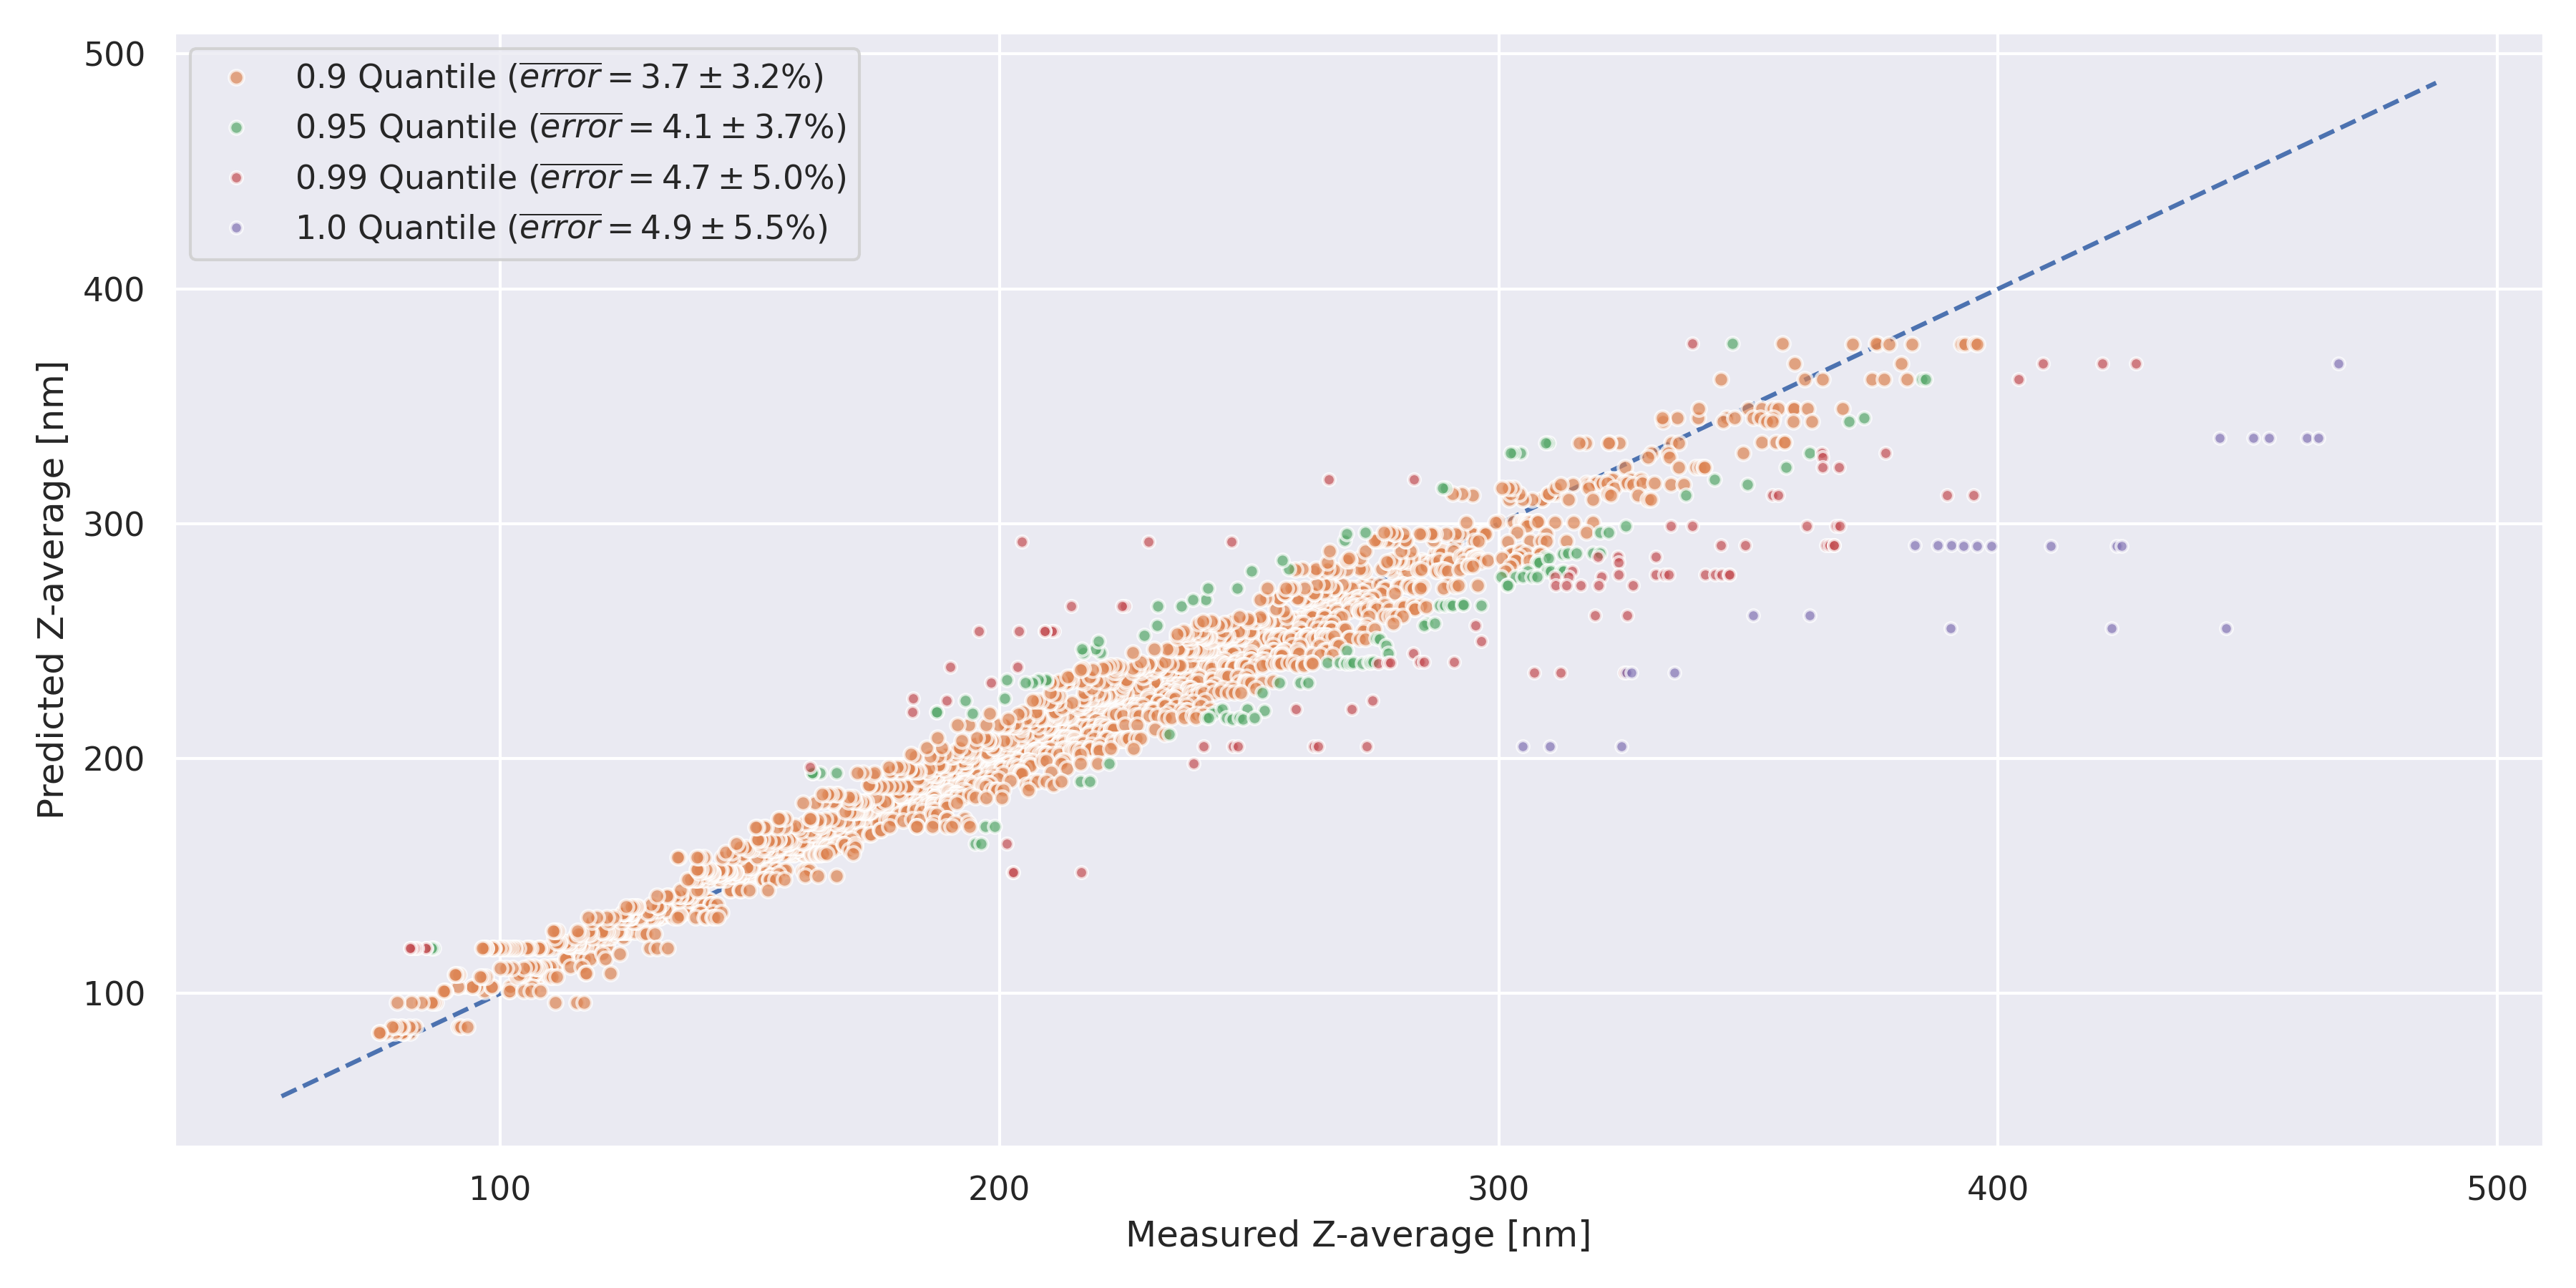 0.9 Quantile (error = 3.7 ± 3.2%)
0.95 Quantile (error = 4.1 ± 3.7%)
0.99 Quantile (error = 4.7 ± 5.0%)
1.0 Quantile (error = 4.9 ± 5.5%)
500
400
300
200
100
Predicted Z-average [nm]
100 200 300 400 500
Measured Z-average [nm]